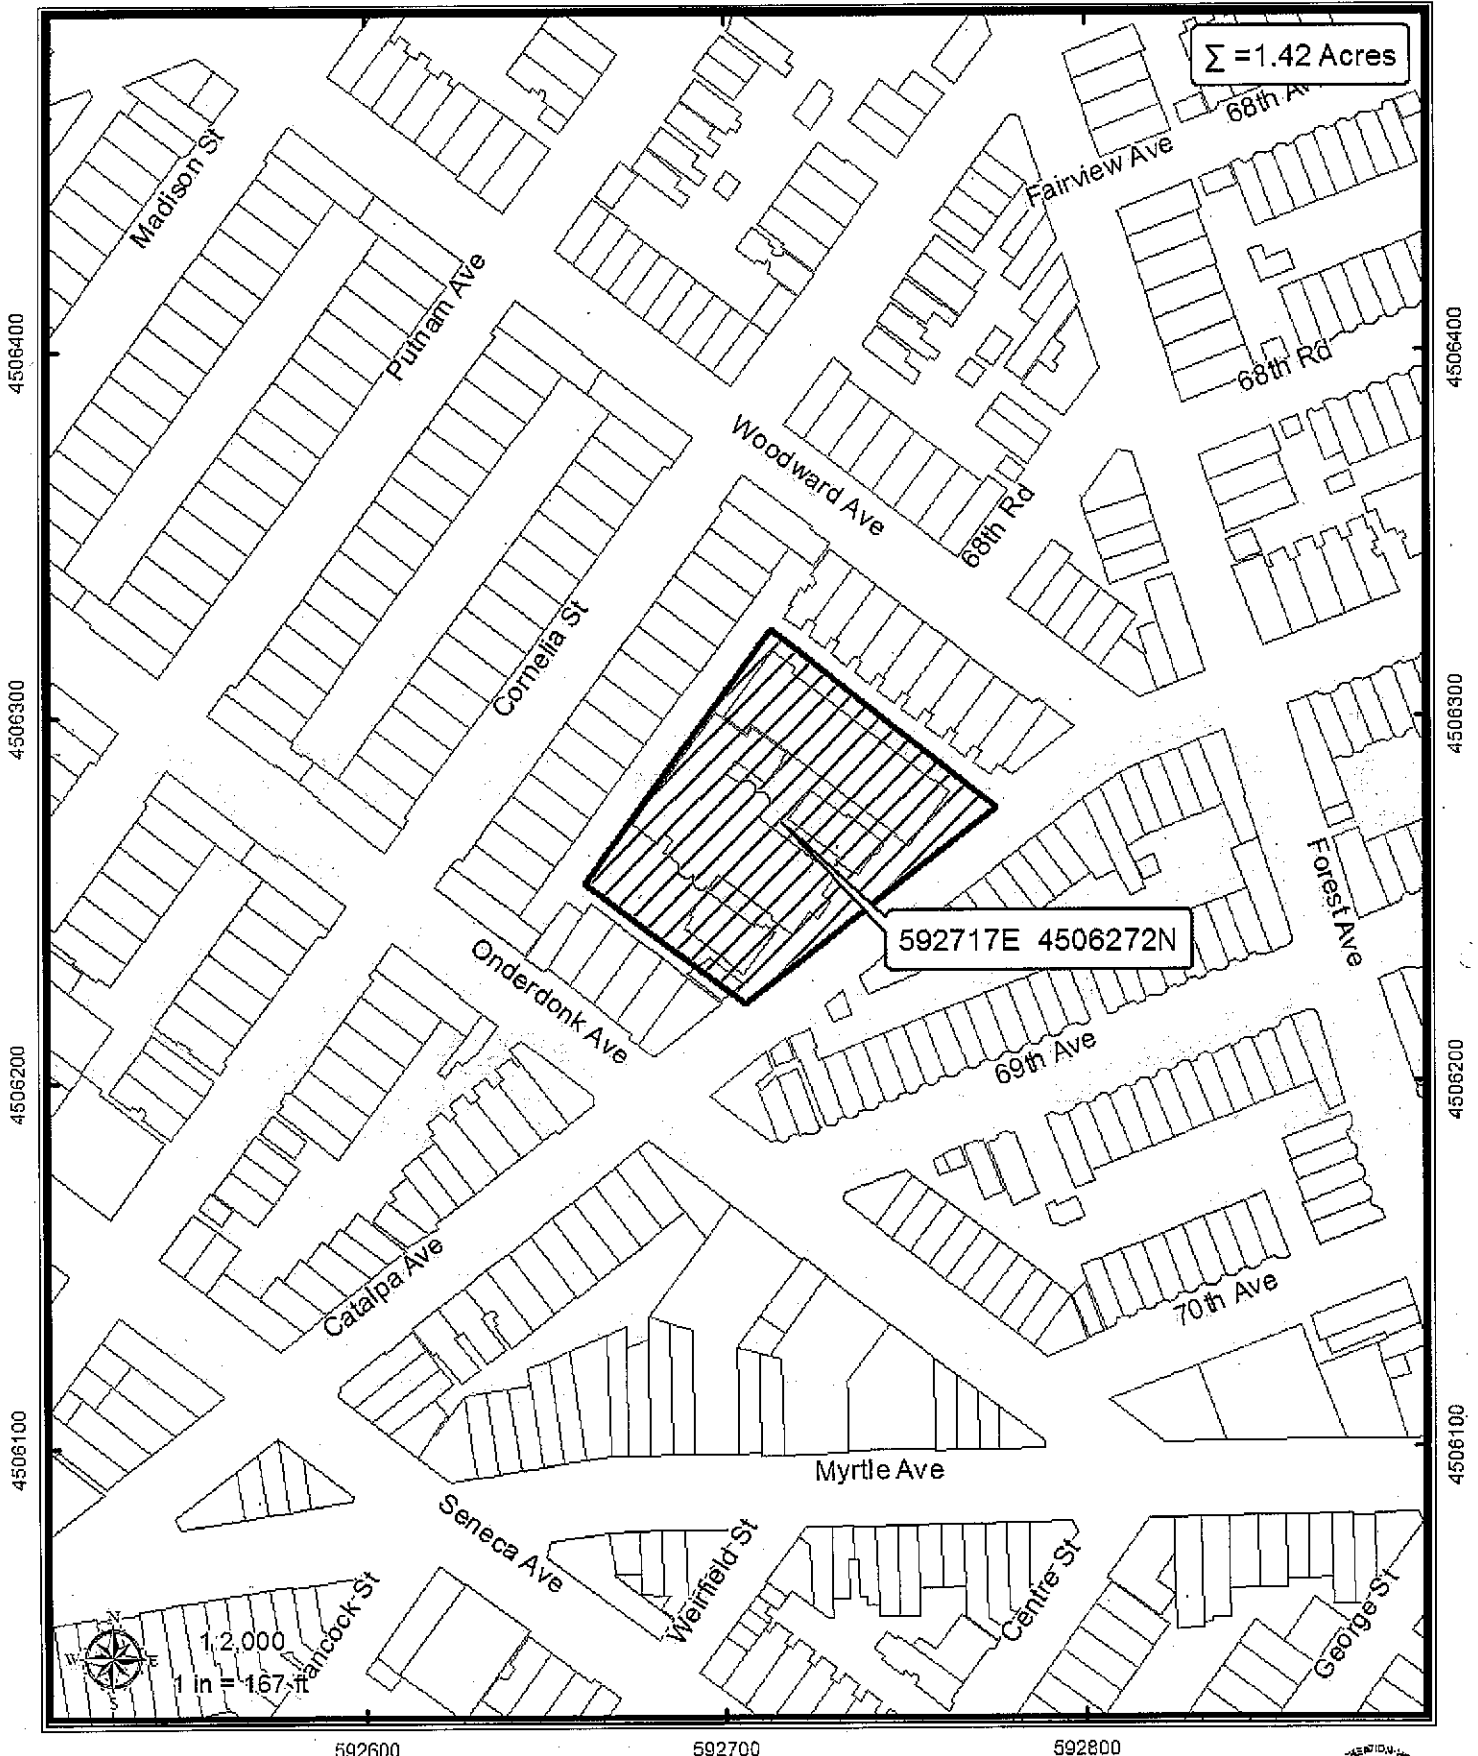 ∑ =1.42 Acres
68th Av
Madison St
Fairview Ave
Putnam Ave
4506400
4506400
68th Rd
Woodward Ave
68th Rd
Cornelia St
4506300
4506300
Forest Ave
592717E 4506272N
Onderdonk Ave
69th Ave
4506200
4506200
Catalpa Ave
70th Ave
4506100
4506100
Myrtle Ave
Seneca Ave
Weirfield St
Centre St
George St
Hancock St
N
W
E
S
1:2,000
1 in = 167 ft
592600
592700
592800